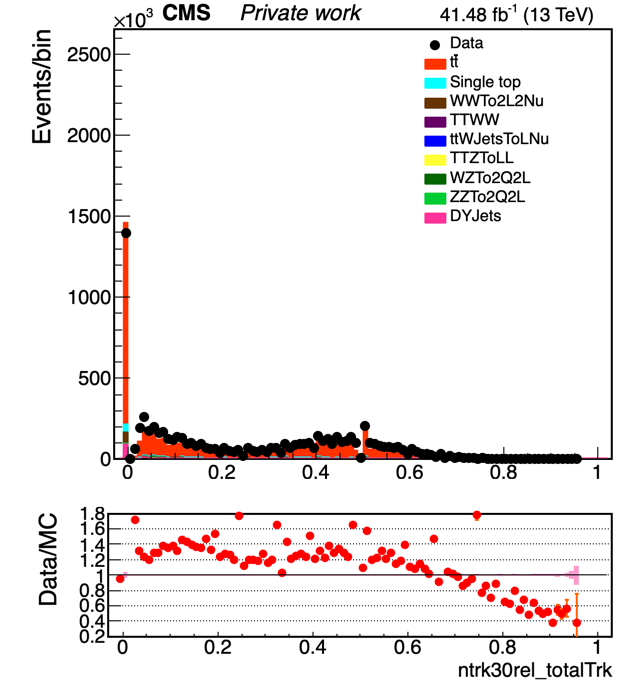 ×10³ CMS Private work 41.48 fb⁻¹ (13 TeV)
Events/bin
2500
2000
1500
1000
500
0
Data
tt̄
Single top
WWTo2L2Nu
TTWW
ttWJetsToLNu
TTZToLL
WZTo2Q2L
ZZTo2Q2L
DYJets
0 0.2 0.4 0.6 0.8 1
Data/MC
1.8
1.6
1.4
1.2
1
0.8
0.6
0.4
0.2
0 0.2 0.4 0.6 0.8 1
ntrk30rel_totalTrk